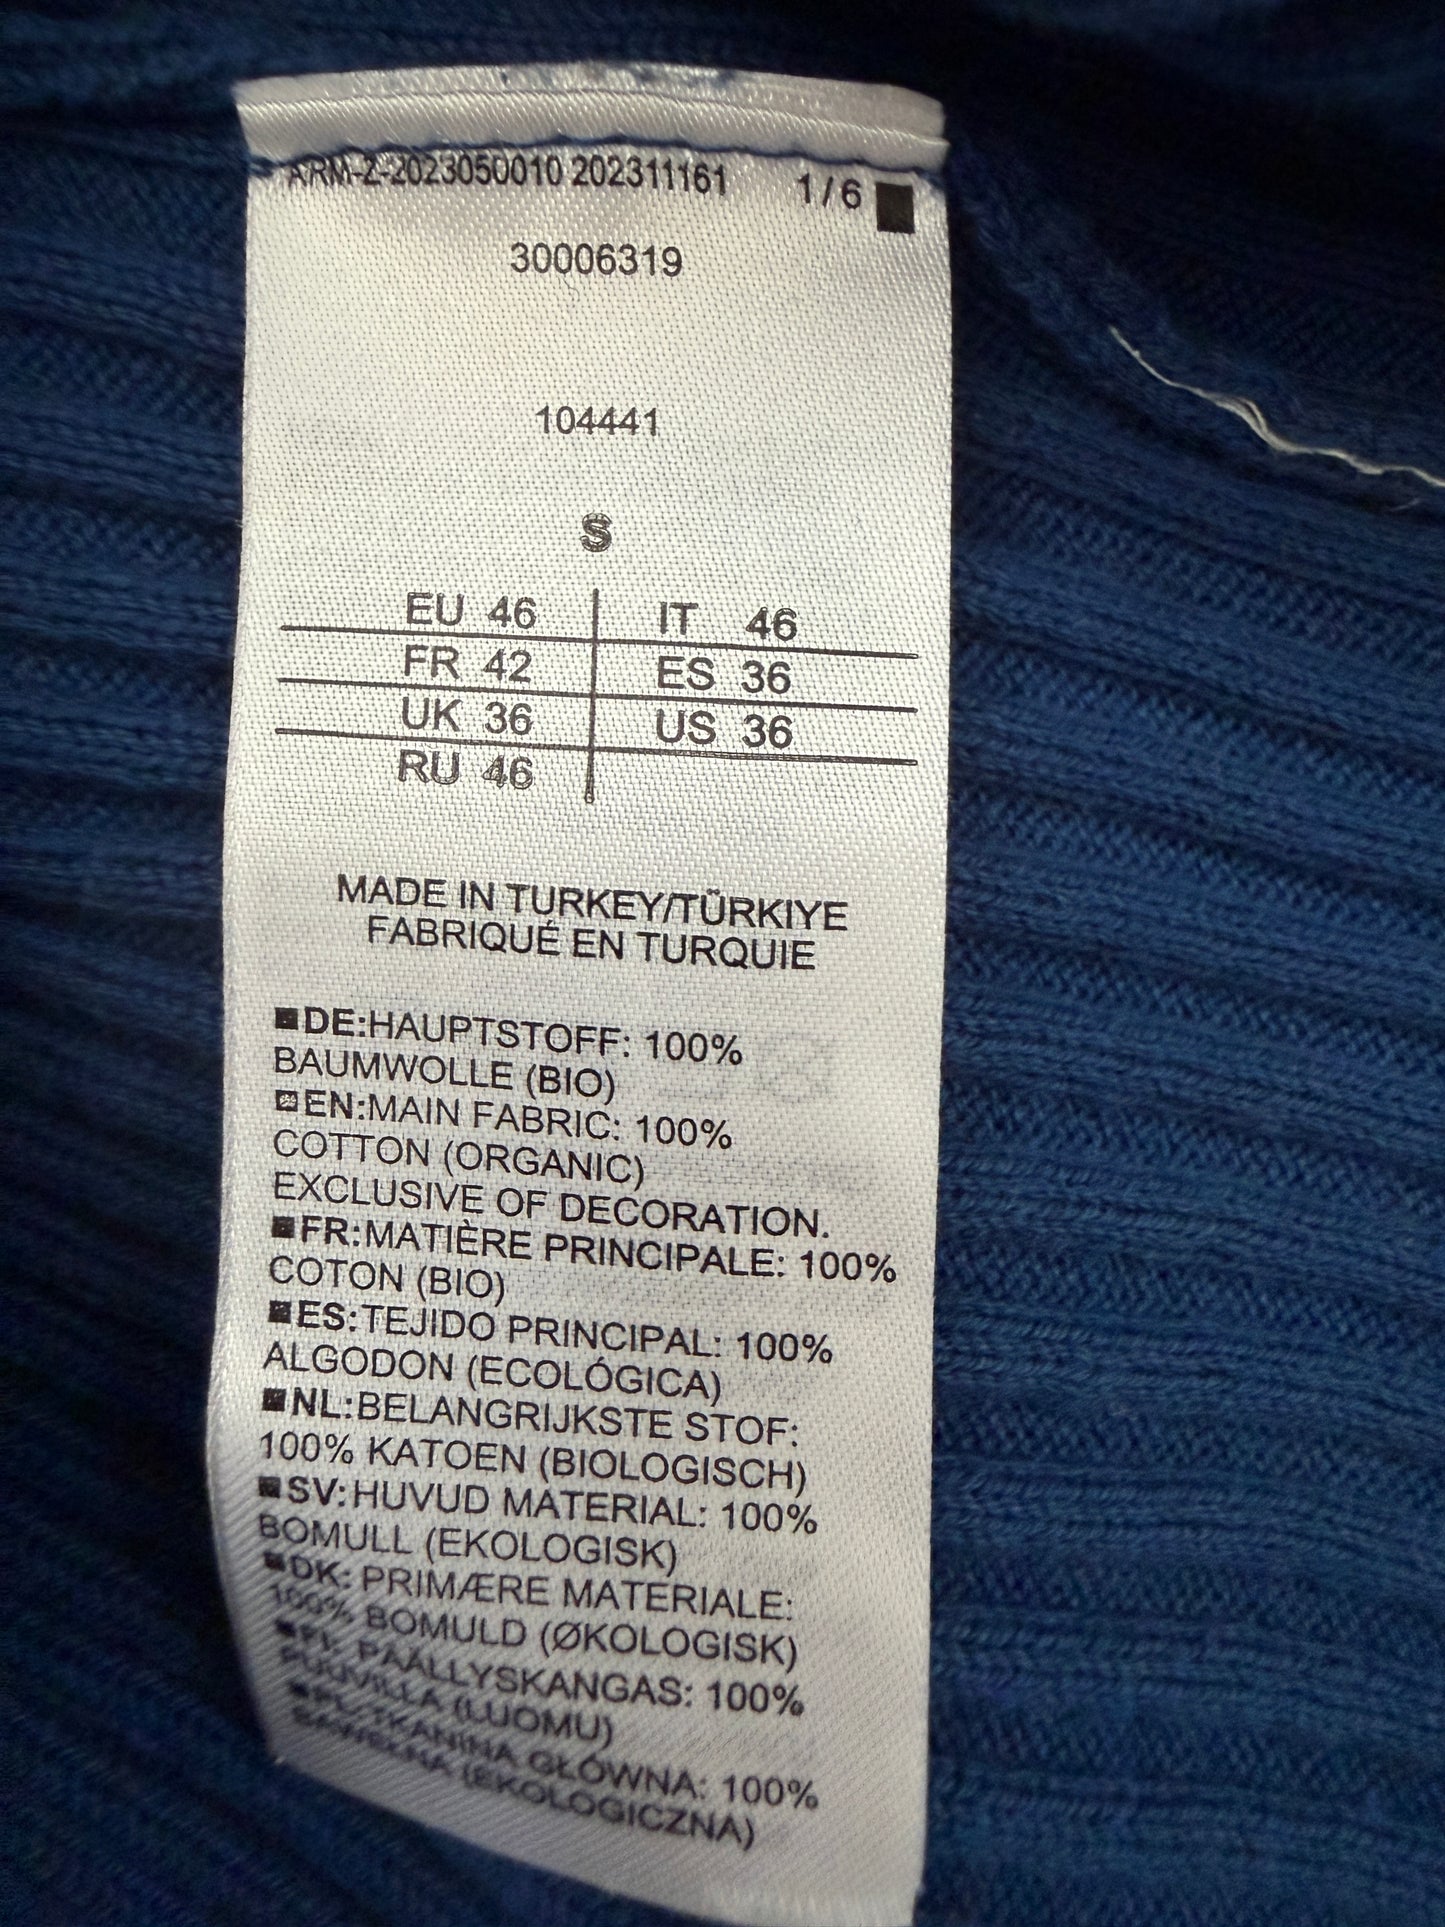 ARM-Z-2023050010 202311161 1/6
30006319
104441
S
EU 46 IT 46
FR 42 ES 36
UK 36 US 36
RU 46
MADE IN TURKEY/TÜRKIYE
FABRIQUÉ EN TURQUIE
DE:HAUPTSTOFF: 100%
BAUMWOLLE (BIO)
EN:MAIN FABRIC: 100%
COTTON (ORGANIC)
EXCLUSIVE OF DECORATION.
FR:MATIÈRE PRINCIPALE: 100%
COTON (BIO)
ES:TEJIDO PRINCIPAL: 100%
ALGODON (ECOLÓGICA)
NL:BELANGRIJKSTE STOF:
100% KATOEN (BIOLOGISCH)
SV:HUVUD MATERIAL: 100%
BOMULL (EKOLOGISK)
DK: PRIMÆRE MATERIALE:
100% BOMULD (ØKOLOGISK)
FI: PÄÄLLYSKANGAS: 100%
PUUVILLA (LUOMU)
PL:TKANINA GŁÓWNA: 100%
BAWEŁNA (EKOLOGICZNA)